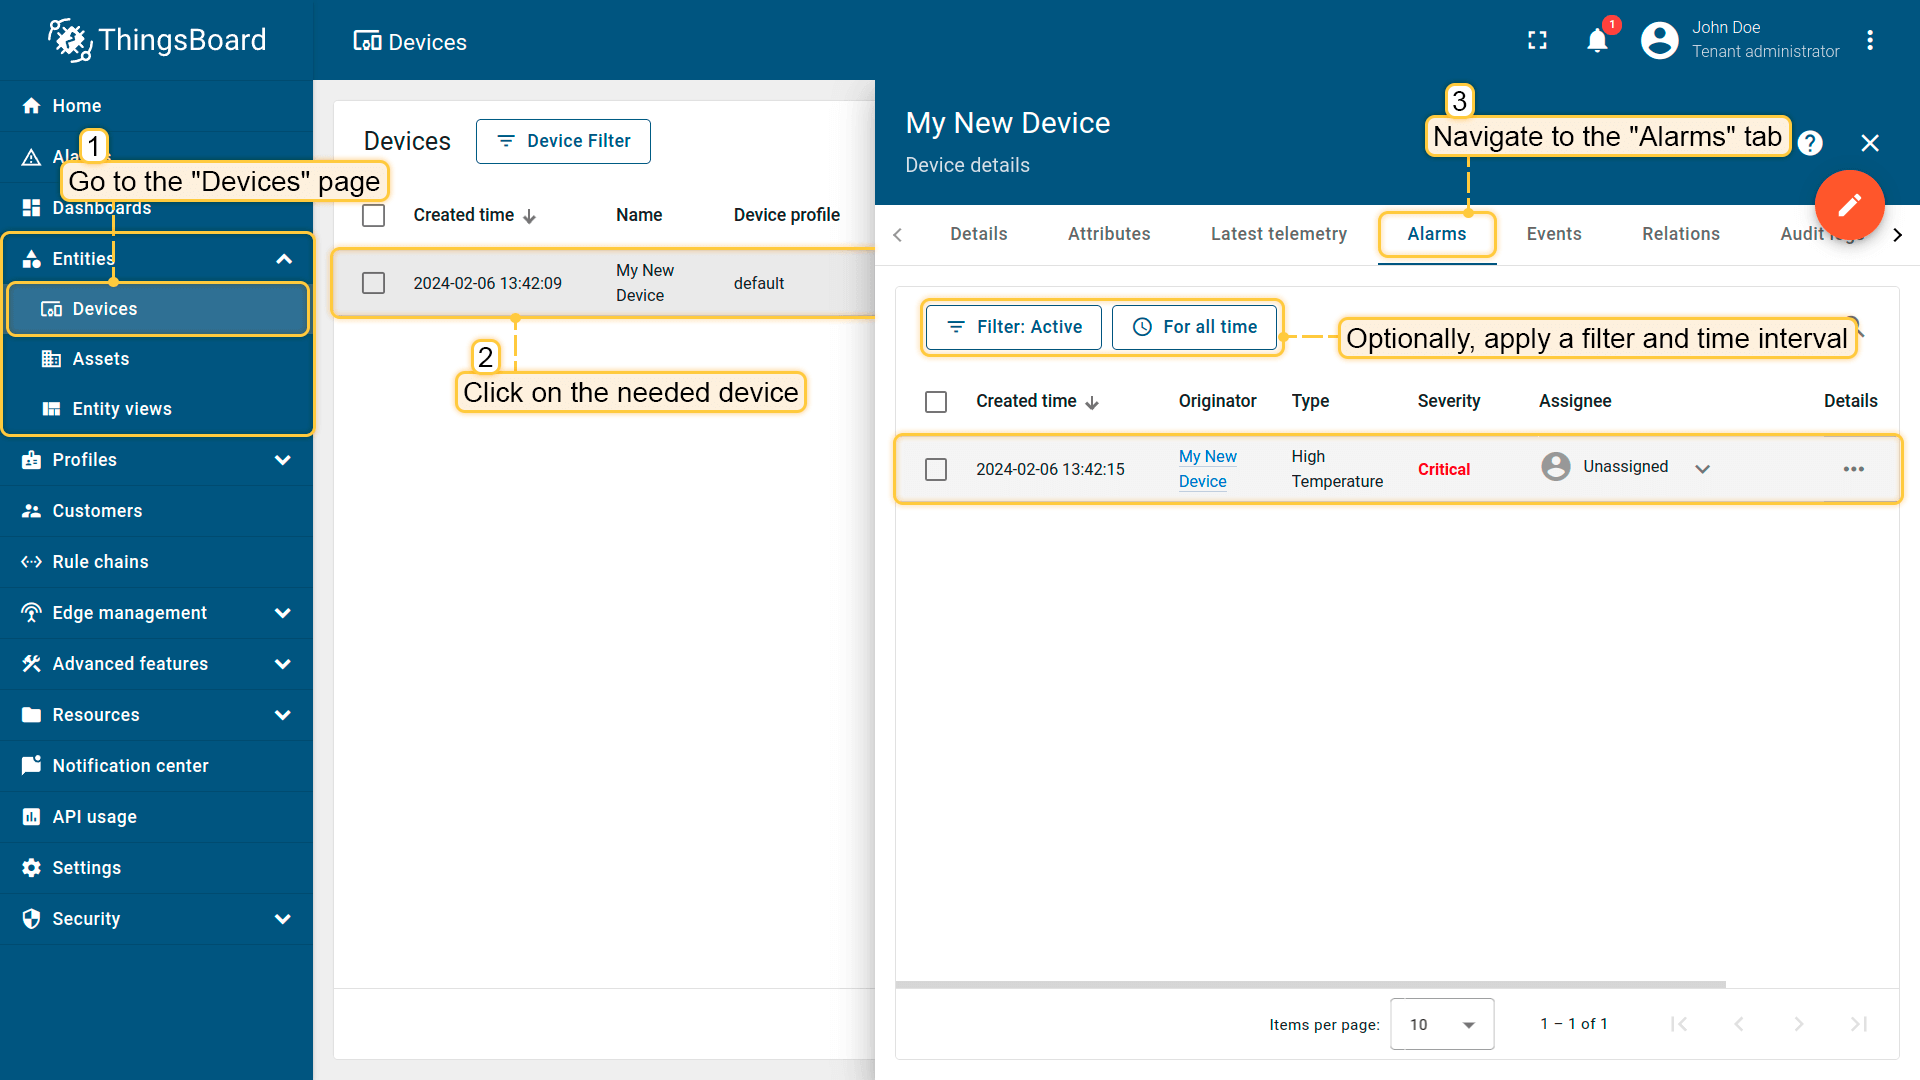 ThingsBoard
Devices
1
John Doe
Tenant administrator
Home
1
Go to the "Devices" page
Dashboards
Entities
Devices
Assets
Entity views
Profiles
Customers
Rule chains
Edge management
Advanced features
Resources
Notification center
API usage
Settings
Security
Devices
Device Filter
Created time
Name
Device profile
2024-02-06 13:42:09
My New
Device
default
2
Click on the needed device
My New Device
Device details
3
Navigate to the "Alarms" tab
?
Details
Attributes
Latest telemetry
Alarms
Events
Relations
Audit logs
Filter: Active
For all time
Optionally, apply a filter and time interval
Created time
Originator
Type
Severity
Assignee
Details
2024-02-06 13:42:15
My New
Device
High
Temperature
Critical
Unassigned
Items per page:
10
1 – 1 of 1